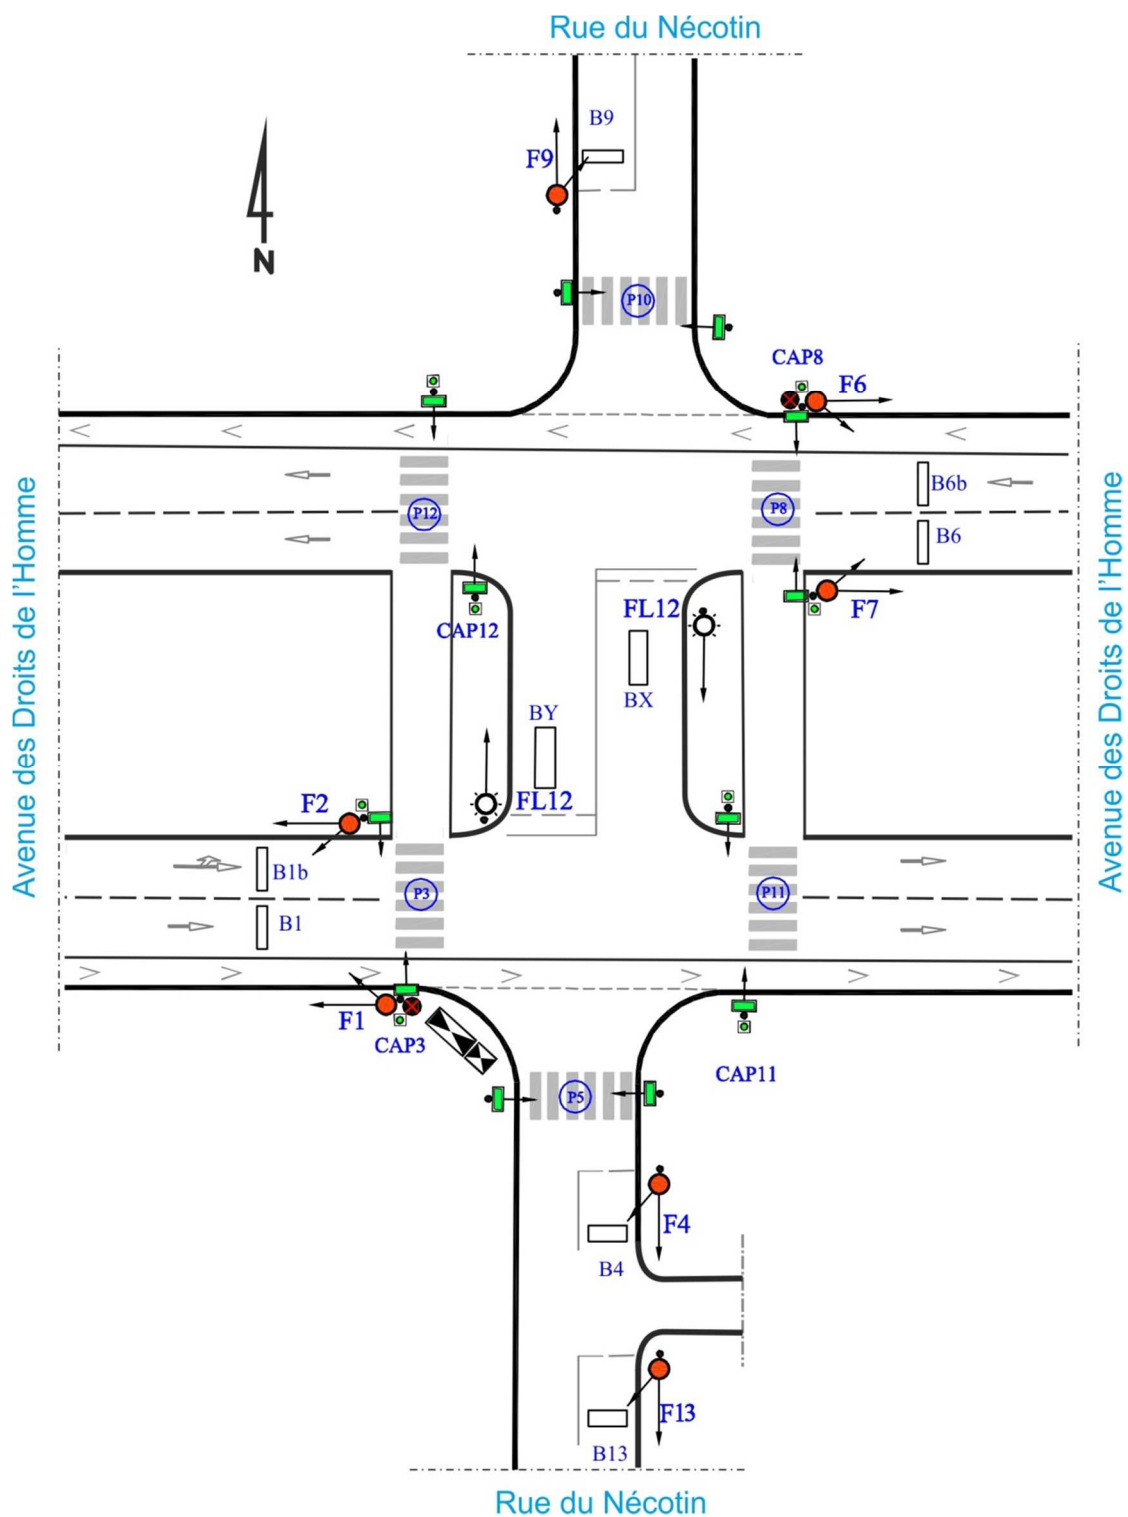 Rue du Nécotin
B9
F9
N
P10
CAP8
F6
Avenue des Droits de l'Homme
P12
P8
B6b
B6
Avenue des Droits de l'Homme
CAP12
FL12
F7
BX
BY
F2
FL12
B1b
P3
P11
B1
F1
CAP3
CAP11
P5
F4
B4
F13
B13
Rue du Nécotin